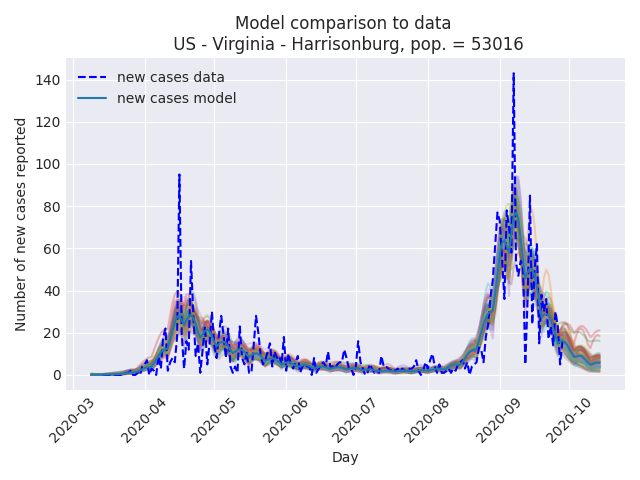 Model comparison to data
US - Virginia - Harrisonburg, pop. = 53016
new cases data
new cases model
Number of new cases reported
140
120
100
80
60
40
20
0
2020-03
2020-04
2020-05
2020-06
2020-07
2020-08
2020-09
2020-10
Day